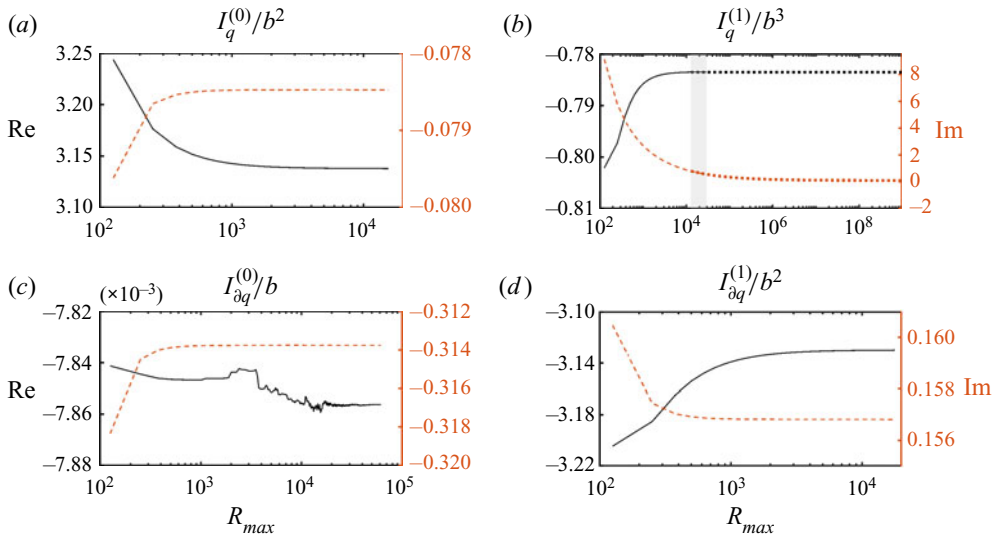 (a) I_q^(0)/b^2
(b) I_q^(1)/b^3
3.25
3.20
3.15
3.10
Re
−0.078
−0.079
−0.080
10^2 10^3 10^4
−0.78
−0.79
−0.80
−0.81
8
6
4
2
0
−2
Im
10^2 10^4 10^6 10^8
(c) (×10^−3) I_∂q^(0)/b
(d) I_∂q^(1)/b^2
−7.82
−7.84
−7.86
−7.88
Re
−0.312
−0.314
−0.316
−0.318
−0.320
10^2 10^3 10^4 10^5
R_max
−3.10
−3.14
−3.18
−3.22
0.160
0.158
0.156
Im
10^2 10^3 10^4
R_max